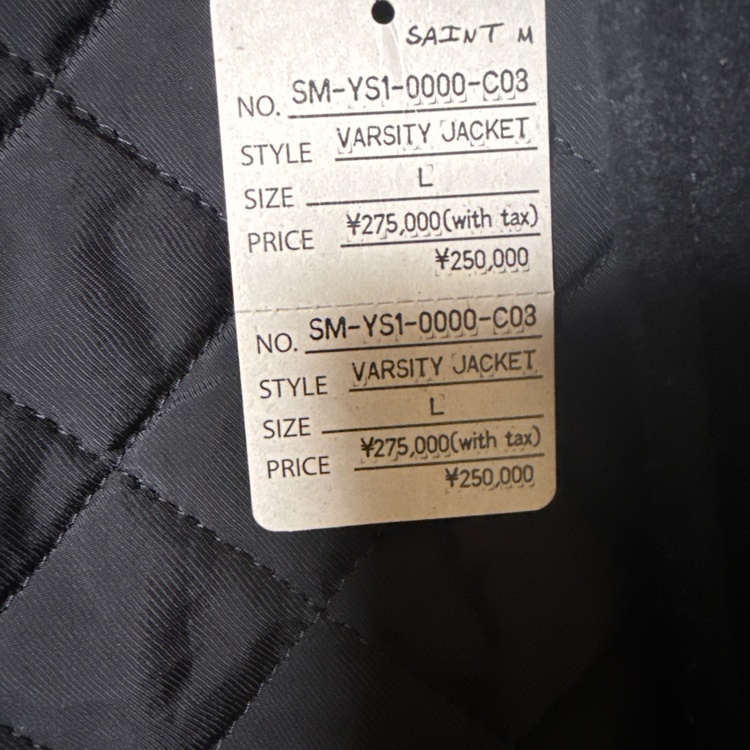 SAINT M
NO. SM-YS1-0000-C03
STYLE VARSITY JACKET
SIZE L
PRICE ¥275,000(with tax)
¥250,000
NO. SM-YS1-0000-C03
STYLE VARSITY JACKET
SIZE L
PRICE ¥275,000(with tax)
¥250,000